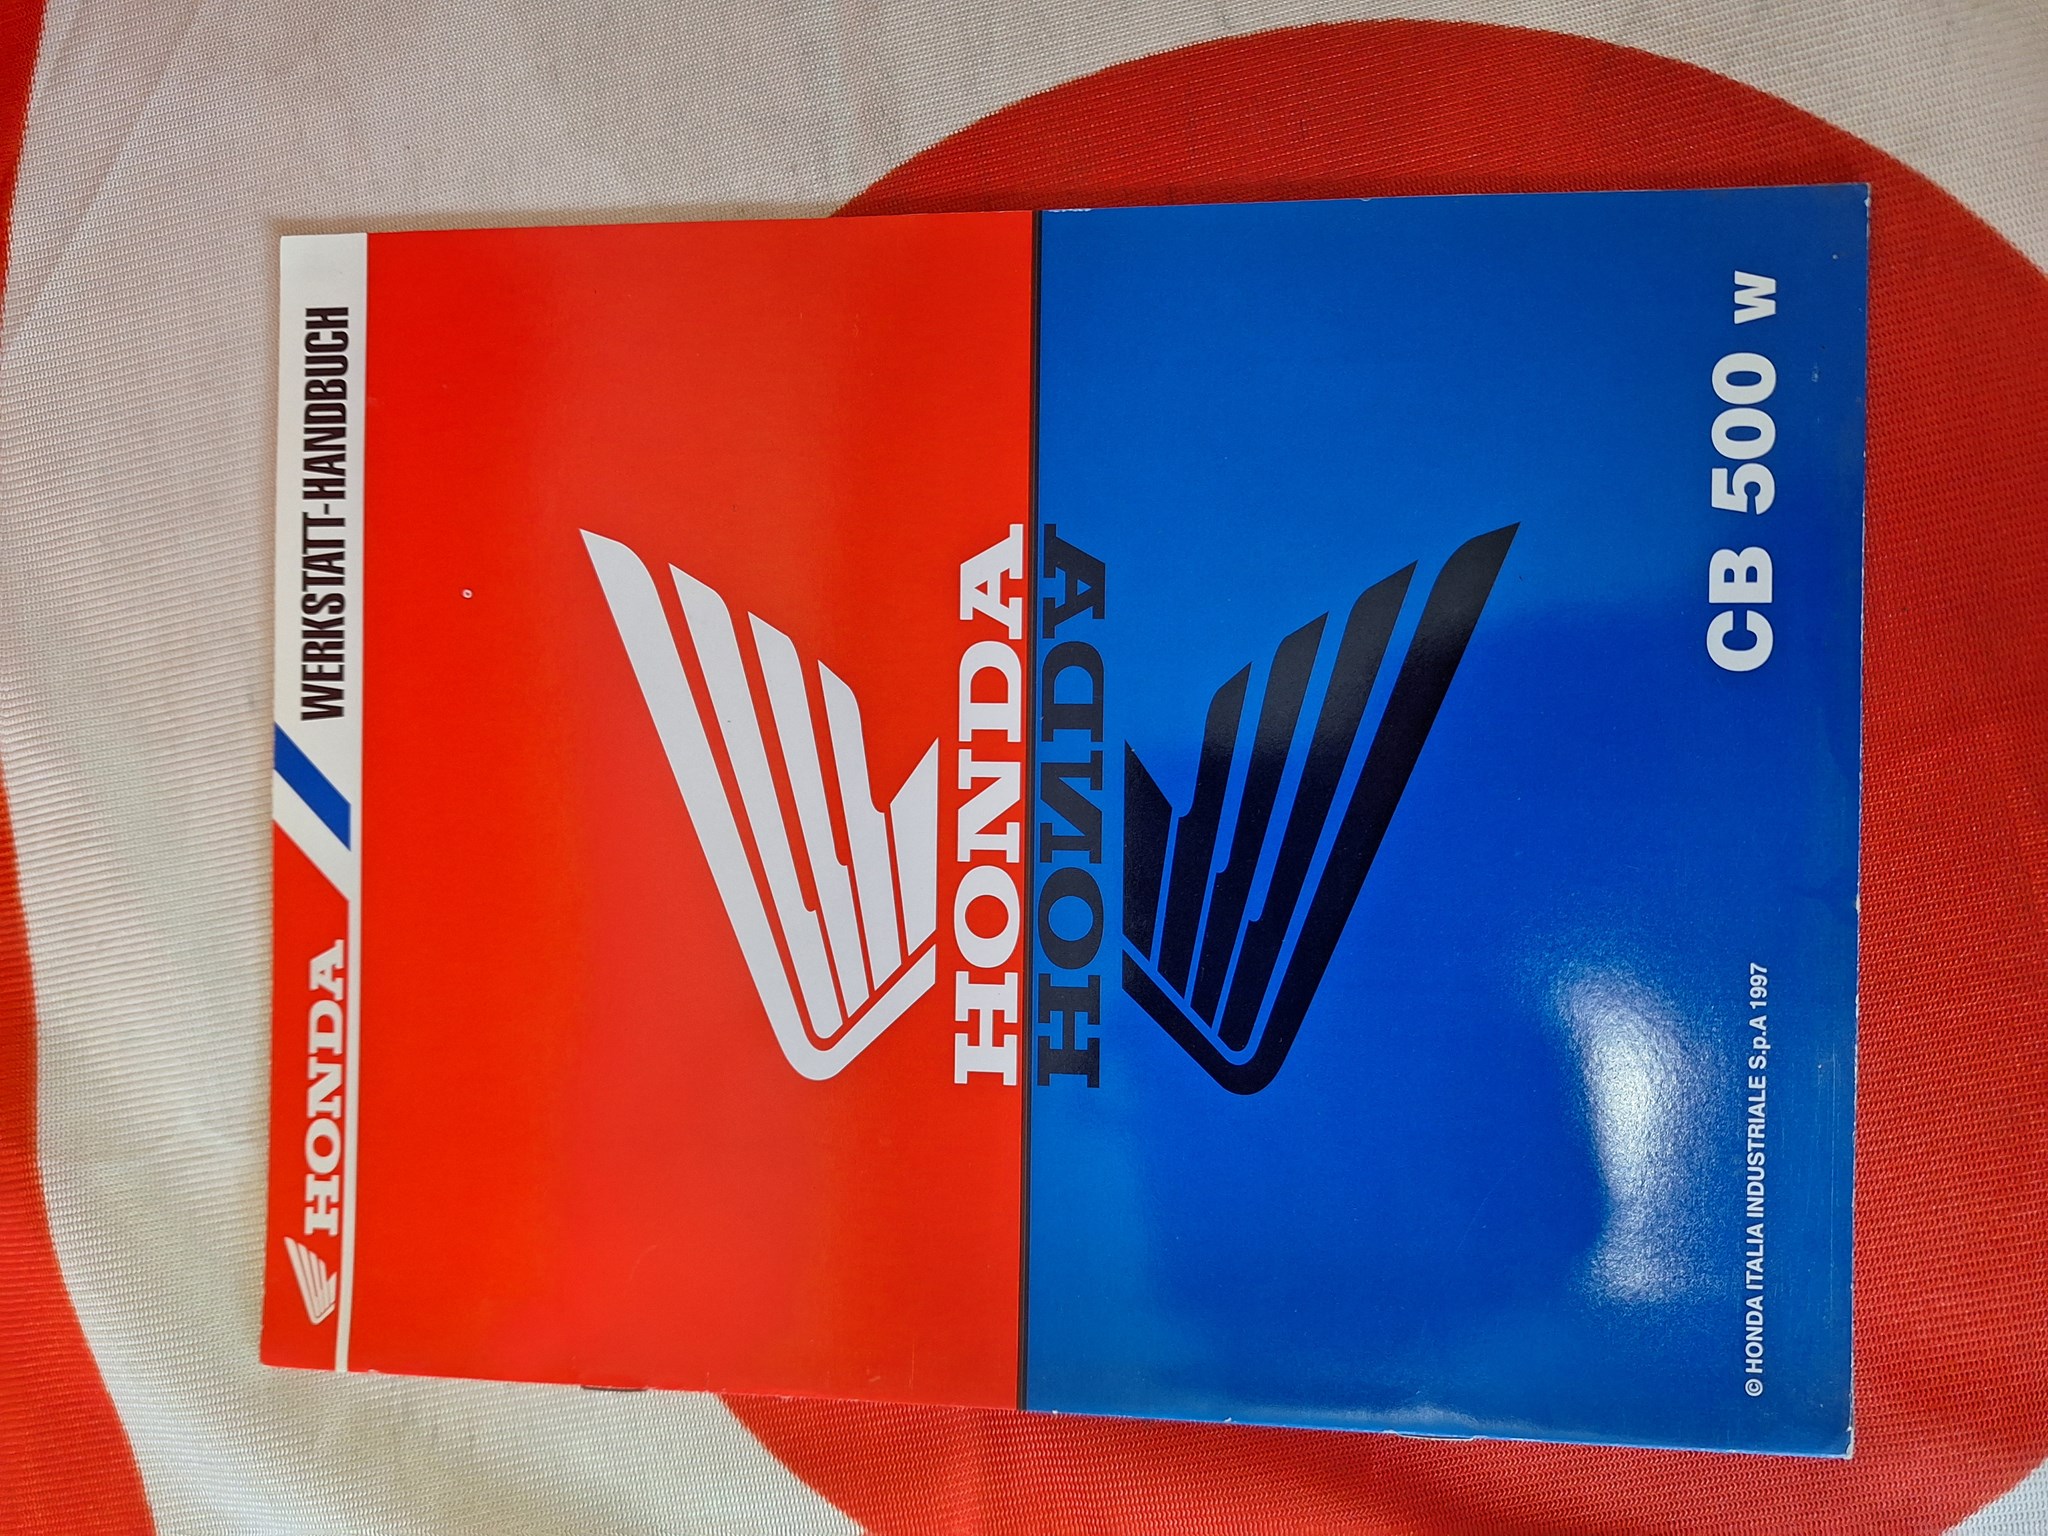 HONDA
WERKSTATT-HANDBUCH
HONDA
HONDA
CB 500 W
© HONDA ITALIA INDUSTRIALE S.p.A 1997